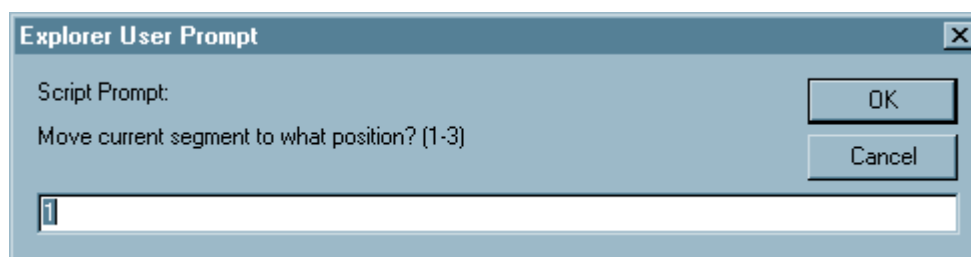 Explorer User Prompt
Script Prompt:
OK
Move current segment to what position? (1-3)
Cancel
1